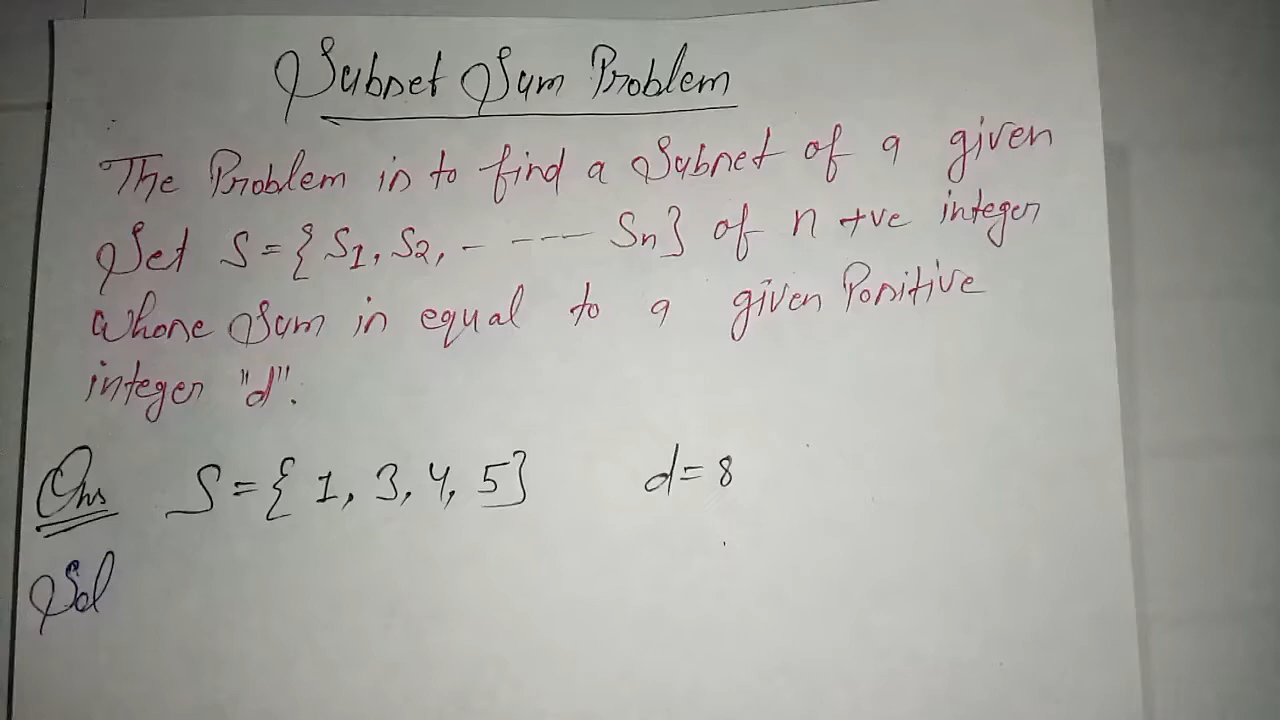 Subset Sum Problem
The Problem is to find a Subset of a given
Set S={S1, S2, - ---- Sn} of n +ve integer
whose Sum is equal to a given Positive
integer "d".
Qns S={ 1, 3, 4, 5} d=8
Sol